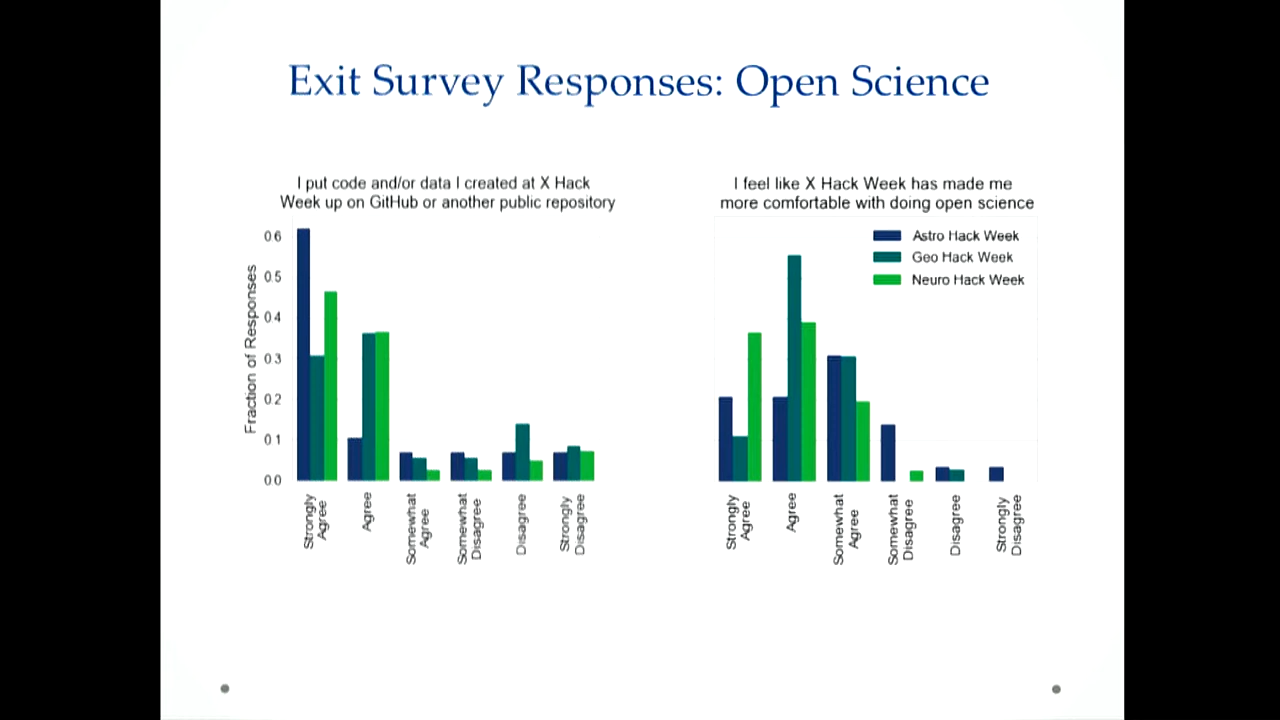 Exit Survey Responses: Open Science
I put code and/or data I created at X Hack
Week up on GitHub or another public repository
Fraction of Responses
0.6
0.5
0.4
0.3
0.2
0.1
0.0
Strongly
Agree
Agree
Somewhat
Agree
Somewhat
Disagree
Disagree
Strongly
Disagree
I feel like X Hack Week has made me
more comfortable with doing open science
Astro Hack Week
Geo Hack Week
Neuro Hack Week
Strongly
Agree
Agree
Somewhat
Agree
Somewhat
Disagree
Disagree
Strongly
Disagree